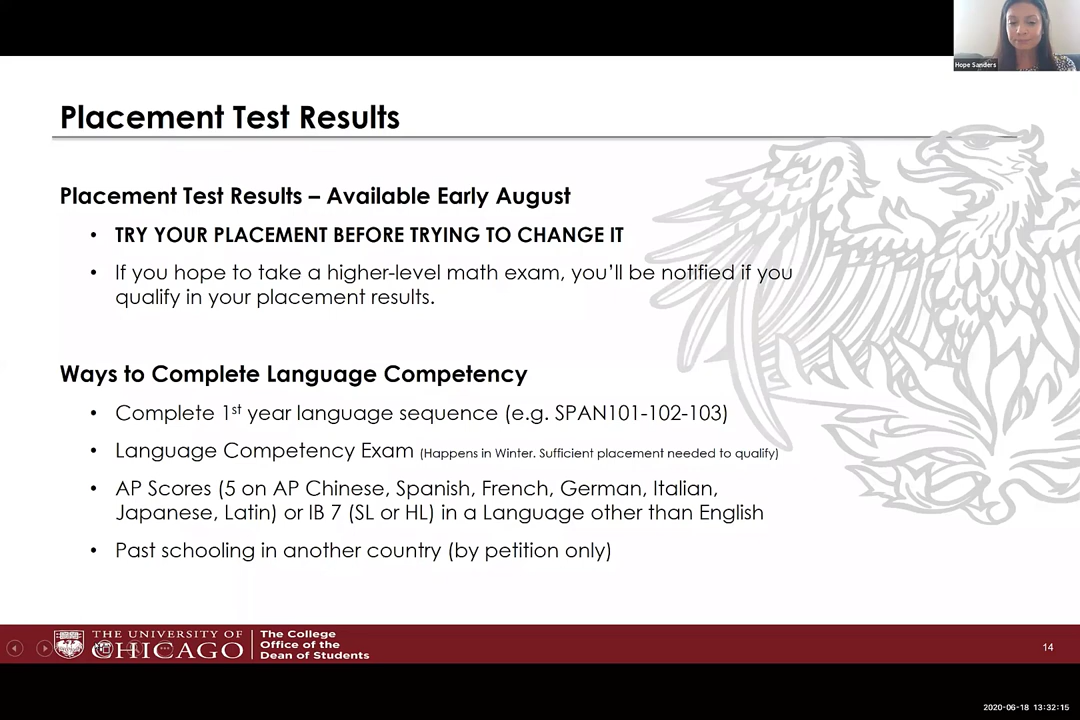 Hope Sanders
Placement Test Results
Placement Test Results – Available Early August
• TRY YOUR PLACEMENT BEFORE TRYING TO CHANGE IT
• If you hope to take a higher-level math exam, you’ll be notified if you
qualify in your placement results.
Ways to Complete Language Competency
• Complete 1st year language sequence (e.g. SPAN101-102-103)
• Language Competency Exam (Happens in Winter. Sufficient placement needed to qualify)
• AP Scores (5 on AP Chinese, Spanish, French, German, Italian,
Japanese, Latin) or IB 7 (SL or HL) in a Language other than English
• Past schooling in another country (by petition only)
THE UNIVERSITY OF
CHICAGO
The College
Office of the
Dean of Students
14
2020-06-18 13:32:15